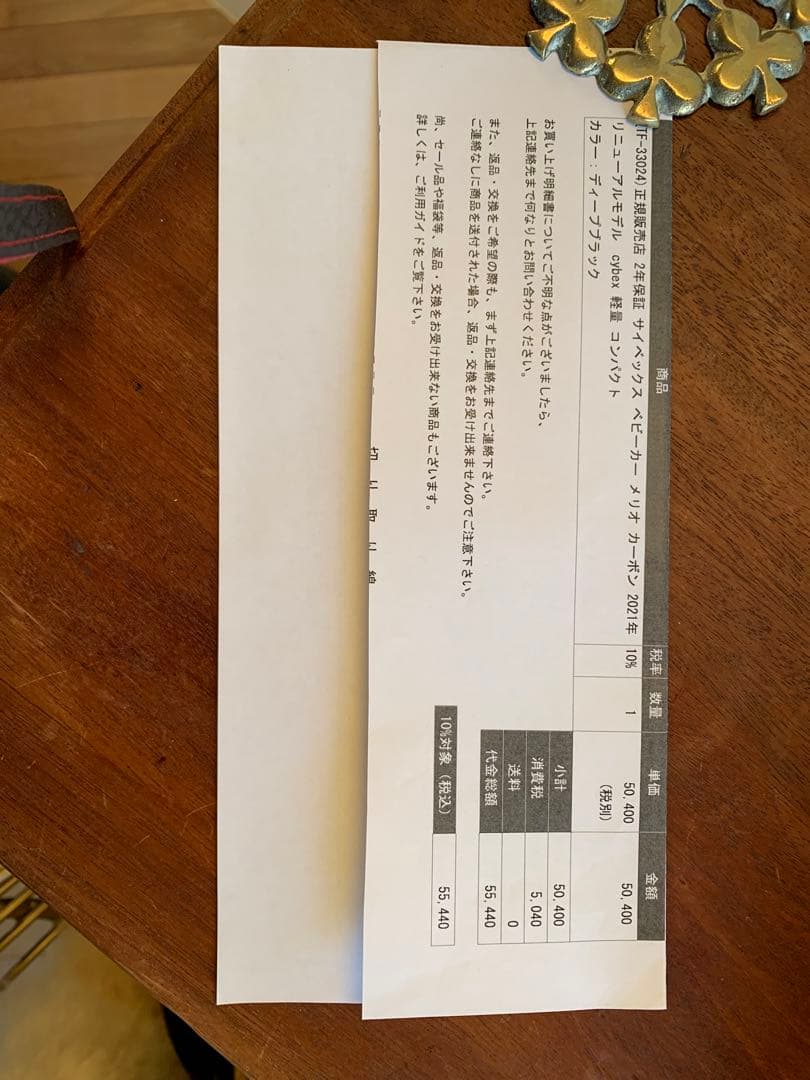 商品 税率 数量 単価 金額
TF-33024) 正規販売店 2年保証 サイベックス ベビーカー メリオ カーボン 2021年 10% 1 50,400 50,400
リニューアルモデル cybex 軽量 コンパクト (税別)
カラー：ディープブラック
小計 50,400
消費税 5,040
送料 0
代金総額 55,440
10%対象（税込） 55,440
お買い上げ明細書についてご不明な点がございましたら、
上記連絡先まで何なりとお問い合わせください。
また、返品・交換をご希望の際も、まず上記連絡先までご連絡下さい。
ご連絡なしに商品を送付された場合、返品・交換をお受け出来ませんのでご注意下さい。
尚、セール品や福袋等、返品・交換をお受け出来ない商品もございます。
詳しくは、ご利用ガイドをご覧下さい。
切り取り線